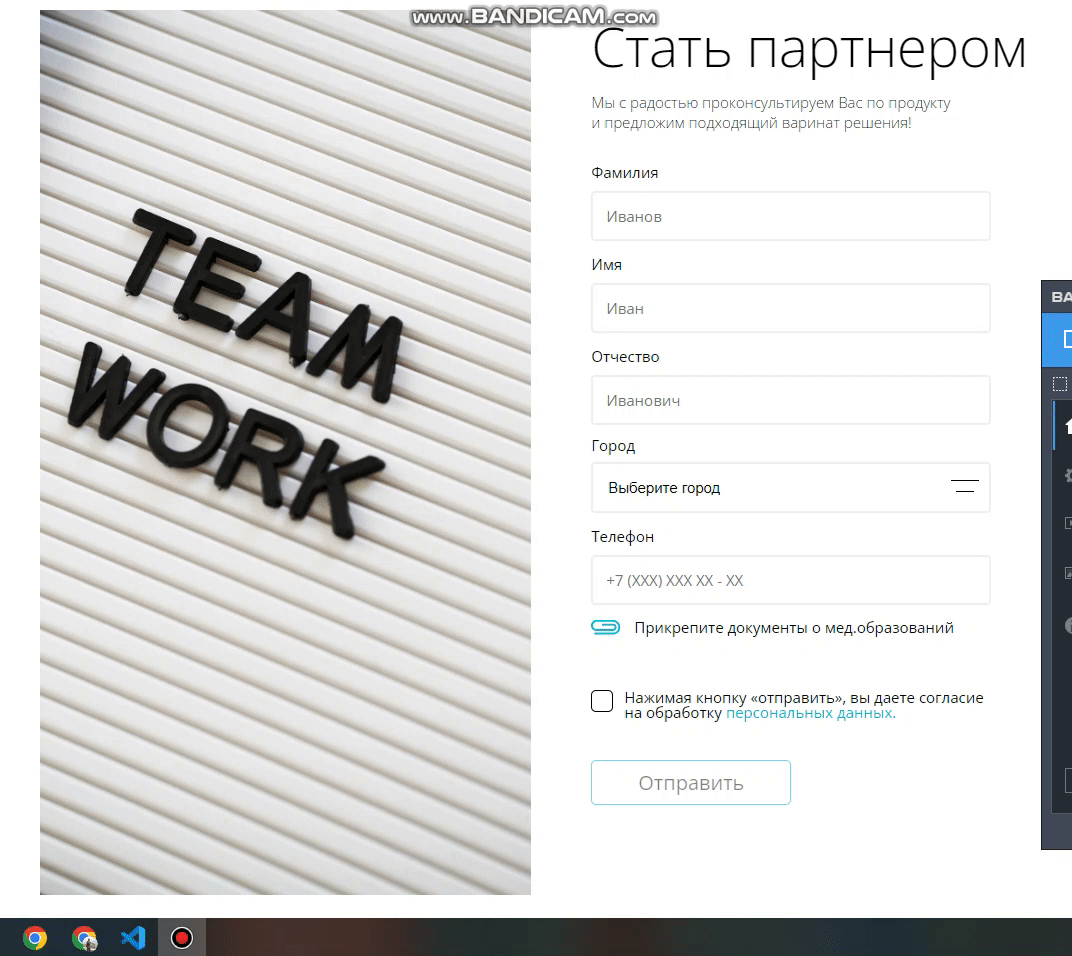 www.BANDICAM.com
Стать партнером
Мы с радостью проконсультируем Вас по продукту
и предложим подходящий варинат решения!
TEAM
WORK
Фамилия
Иванов
Имя
Иван
Отчество
Иванович
Город
Выберите город
Телефон
+7 (XXX) XXX XX - XX
Прикрепите документы о мед.образований
Нажимая кнопку «отправить», вы даете согласие
на обработку персональных данных.
Отправить
BA